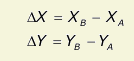 ΔX = X_B − X_A
ΔY = Y_B − Y_A